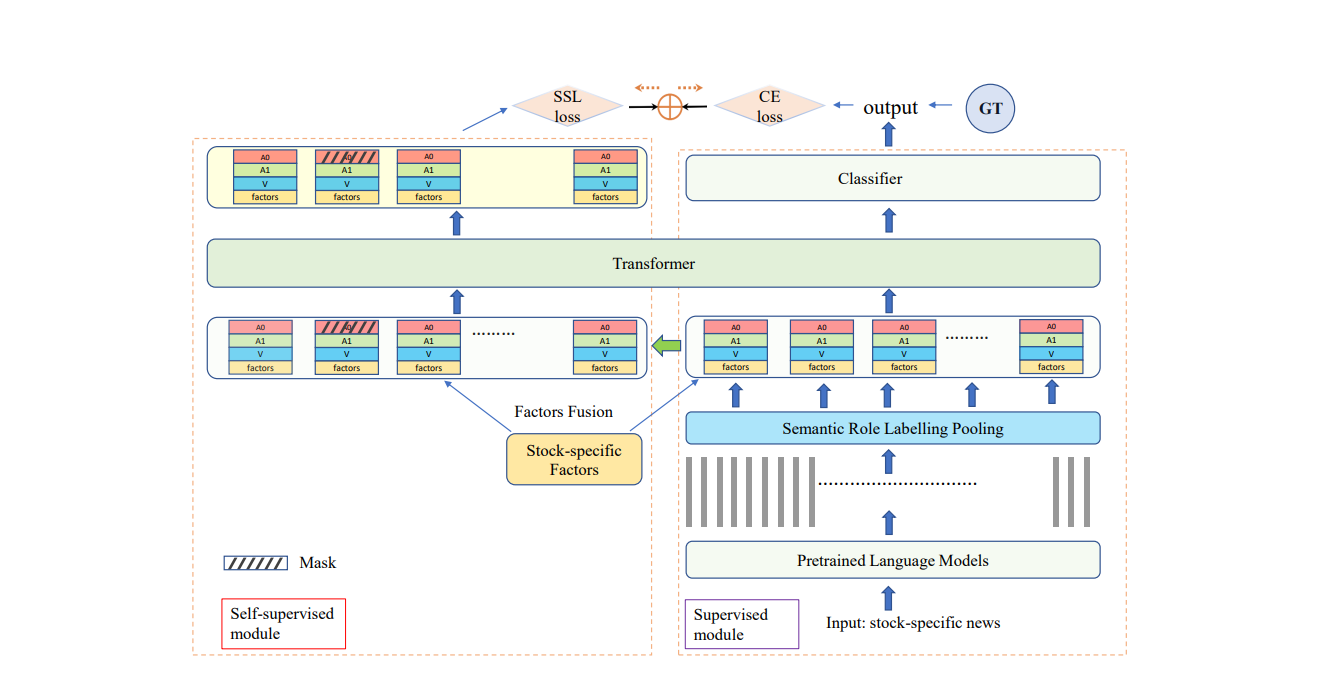 SSL
loss
CE
loss
output
GT
A0
A1
V
factors
A0
A1
V
factors
A0
A1
V
factors
A0
A1
V
factors
Classifier
Transformer
A0
A1
V
factors
A0
A1
V
factors
A0
A1
V
factors
………
A0
A1
V
factors
A0
A1
V
factors
A0
A1
V
factors
A0
A1
V
factors
………
A0
A1
V
factors
Factors Fusion
Stock-specific
Factors
Semantic Role Labelling Pooling
…………………………
Pretrained Language Models
Mask
Self-supervised
module
Supervised
module
Input: stock-specific news